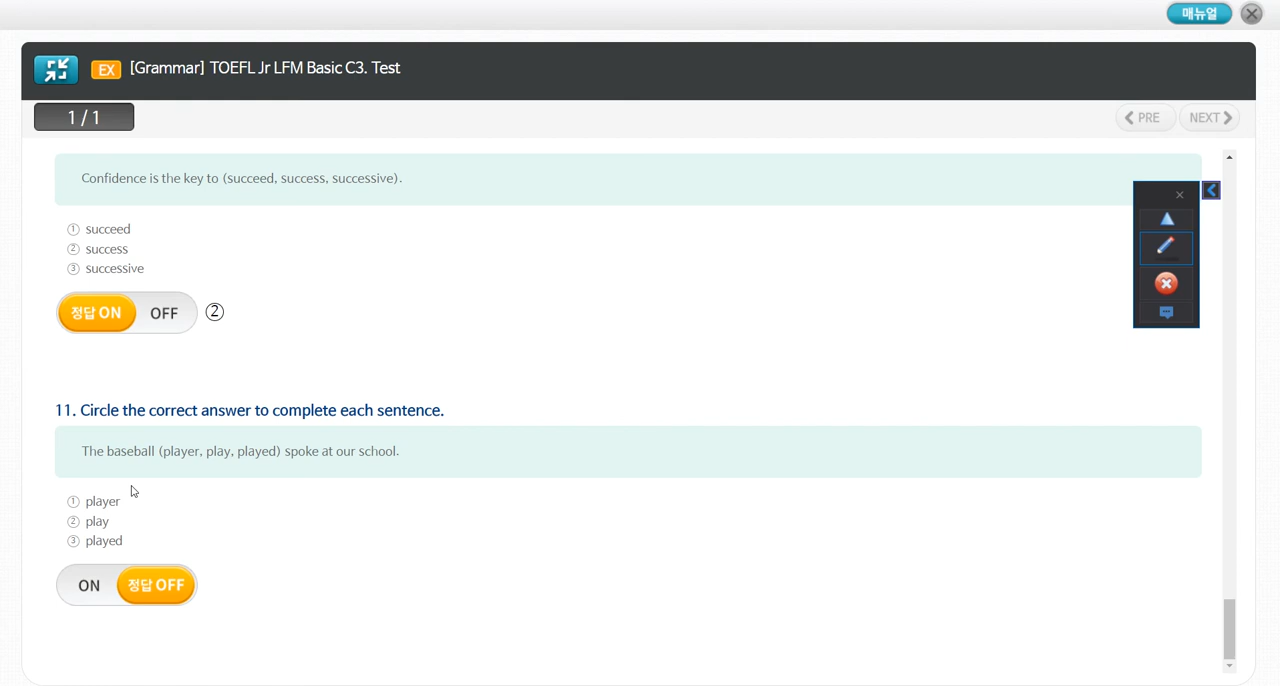 매뉴얼
EX [Grammar] TOEFL Jr LFM Basic C3. Test
1 / 1
PRE
NEXT
Confidence is the key to (succeed, success, successive).
① succeed
② success
③ successive
정답 ON OFF ②
11. Circle the correct answer to complete each sentence.
The baseball (player, play, played) spoke at our school.
① player
② play
③ played
ON 정답 OFF